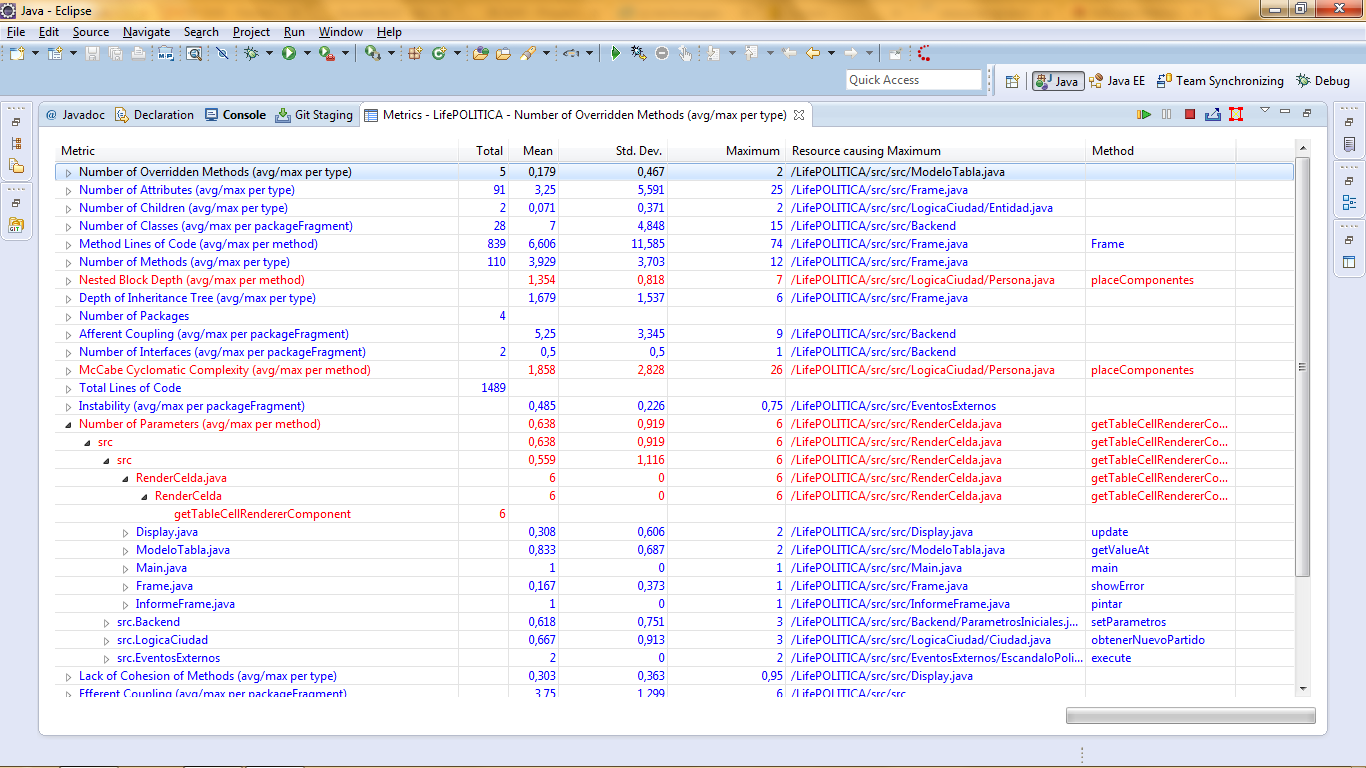 Java - Eclipse
File Edit Source Navigate Search Project Run Window Help
Quick Access Java Java EE Team Synchronizing Debug
@ Javadoc Declaration Console Git Staging Metrics - LifePOLITICA - Number of Overridden Methods (avg/max per type)
Metric Total Mean Std. Dev. Maximum Resource causing Maximum Method
Number of Overridden Methods (avg/max per type) 5 0,179 0,467 2 /LifePOLITICA/src/src/ModeloTabla.java
Number of Attributes (avg/max per type) 91 3,25 5,591 25 /LifePOLITICA/src/src/Frame.java
Number of Children (avg/max per type) 2 0,071 0,371 2 /LifePOLITICA/src/src/LogicaCiudad/Entidad.java
Number of Classes (avg/max per packageFragment) 28 7 4,848 15 /LifePOLITICA/src/src/Backend
Method Lines of Code (avg/max per method) 839 6,606 11,585 74 /LifePOLITICA/src/src/Frame.java Frame
Number of Methods (avg/max per type) 110 3,929 3,703 12 /LifePOLITICA/src/src/Frame.java
Nested Block Depth (avg/max per method) 1,354 0,818 7 /LifePOLITICA/src/src/LogicaCiudad/Persona.java placeComponentes
Depth of Inheritance Tree (avg/max per type) 1,679 1,537 6 /LifePOLITICA/src/src/Frame.java
Number of Packages 4
Afferent Coupling (avg/max per packageFragment) 5,25 3,345 9 /LifePOLITICA/src/src/Backend
Number of Interfaces (avg/max per packageFragment) 2 0,5 0,5 1 /LifePOLITICA/src/src/Backend
McCabe Cyclomatic Complexity (avg/max per method) 1,858 2,828 26 /LifePOLITICA/src/src/LogicaCiudad/Persona.java placeComponentes
Total Lines of Code 1489
Instability (avg/max per packageFragment) 0,485 0,226 0,75 /LifePOLITICA/src/src/EventosExternos
Number of Parameters (avg/max per method) 0,638 0,919 6 /LifePOLITICA/src/src/RenderCelda.java getTableCellRendererCo...
src 0,638 0,919 6 /LifePOLITICA/src/src/RenderCelda.java getTableCellRendererCo...
src 0,559 1,116 6 /LifePOLITICA/src/src/RenderCelda.java getTableCellRendererCo...
RenderCelda.java 6 0 6 /LifePOLITICA/src/src/RenderCelda.java getTableCellRendererCo...
RenderCelda 6 0 6 /LifePOLITICA/src/src/RenderCelda.java getTableCellRendererCo...
getTableCellRendererComponent 6
Display.java 0,308 0,606 2 /LifePOLITICA/src/src/Display.java update
ModeloTabla.java 0,833 0,687 2 /LifePOLITICA/src/src/ModeloTabla.java getValueAt
Main.java 1 0 1 /LifePOLITICA/src/src/Main.java main
Frame.java 0,167 0,373 1 /LifePOLITICA/src/src/Frame.java showError
InformeFrame.java 1 0 1 /LifePOLITICA/src/src/InformeFrame.java pintar
src.Backend 0,618 0,751 3 /LifePOLITICA/src/src/Backend/ParametrosIniciales.j... setParametros
src.LogicaCiudad 0,667 0,913 3 /LifePOLITICA/src/src/LogicaCiudad/Ciudad.java obtenerNuevoPartido
src.EventosExternos 2 0 2 /LifePOLITICA/src/src/EventosExternos/EscandaloPoli... execute
Lack of Cohesion of Methods (avg/max per type) 0,303 0,363 0,95 /LifePOLITICA/src/src/Display.java
Efferent Coupling (avg/max per packageFragment) 3,75 1,299 6 /LifePOLITICA/src/src